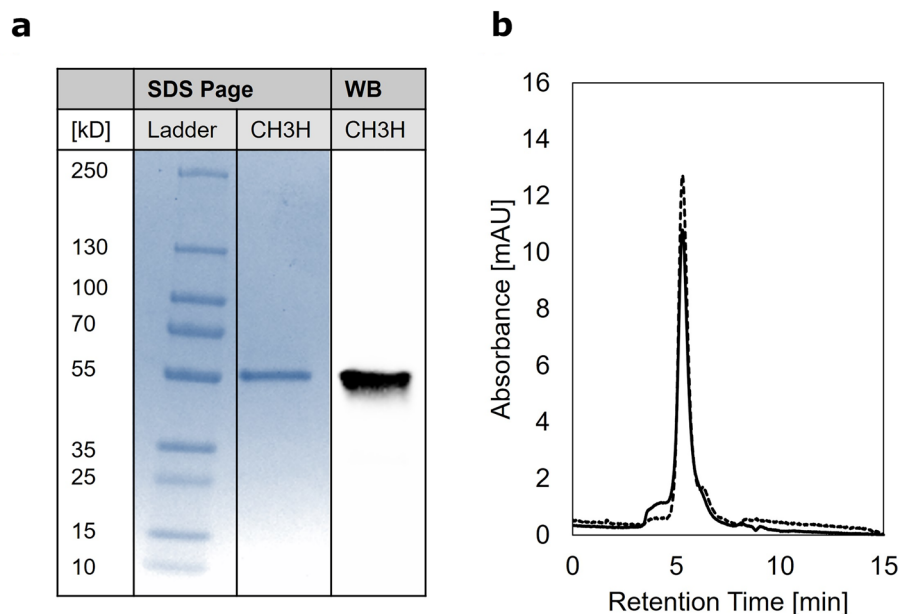 a
SDS Page WB
[kD] Ladder CH3H CH3H
250
130
100
70
55
35
25
15
10
b
Absorbance [mAU]
16
14
12
10
8
6
4
2
0
0 5 10 15
Retention Time [min]